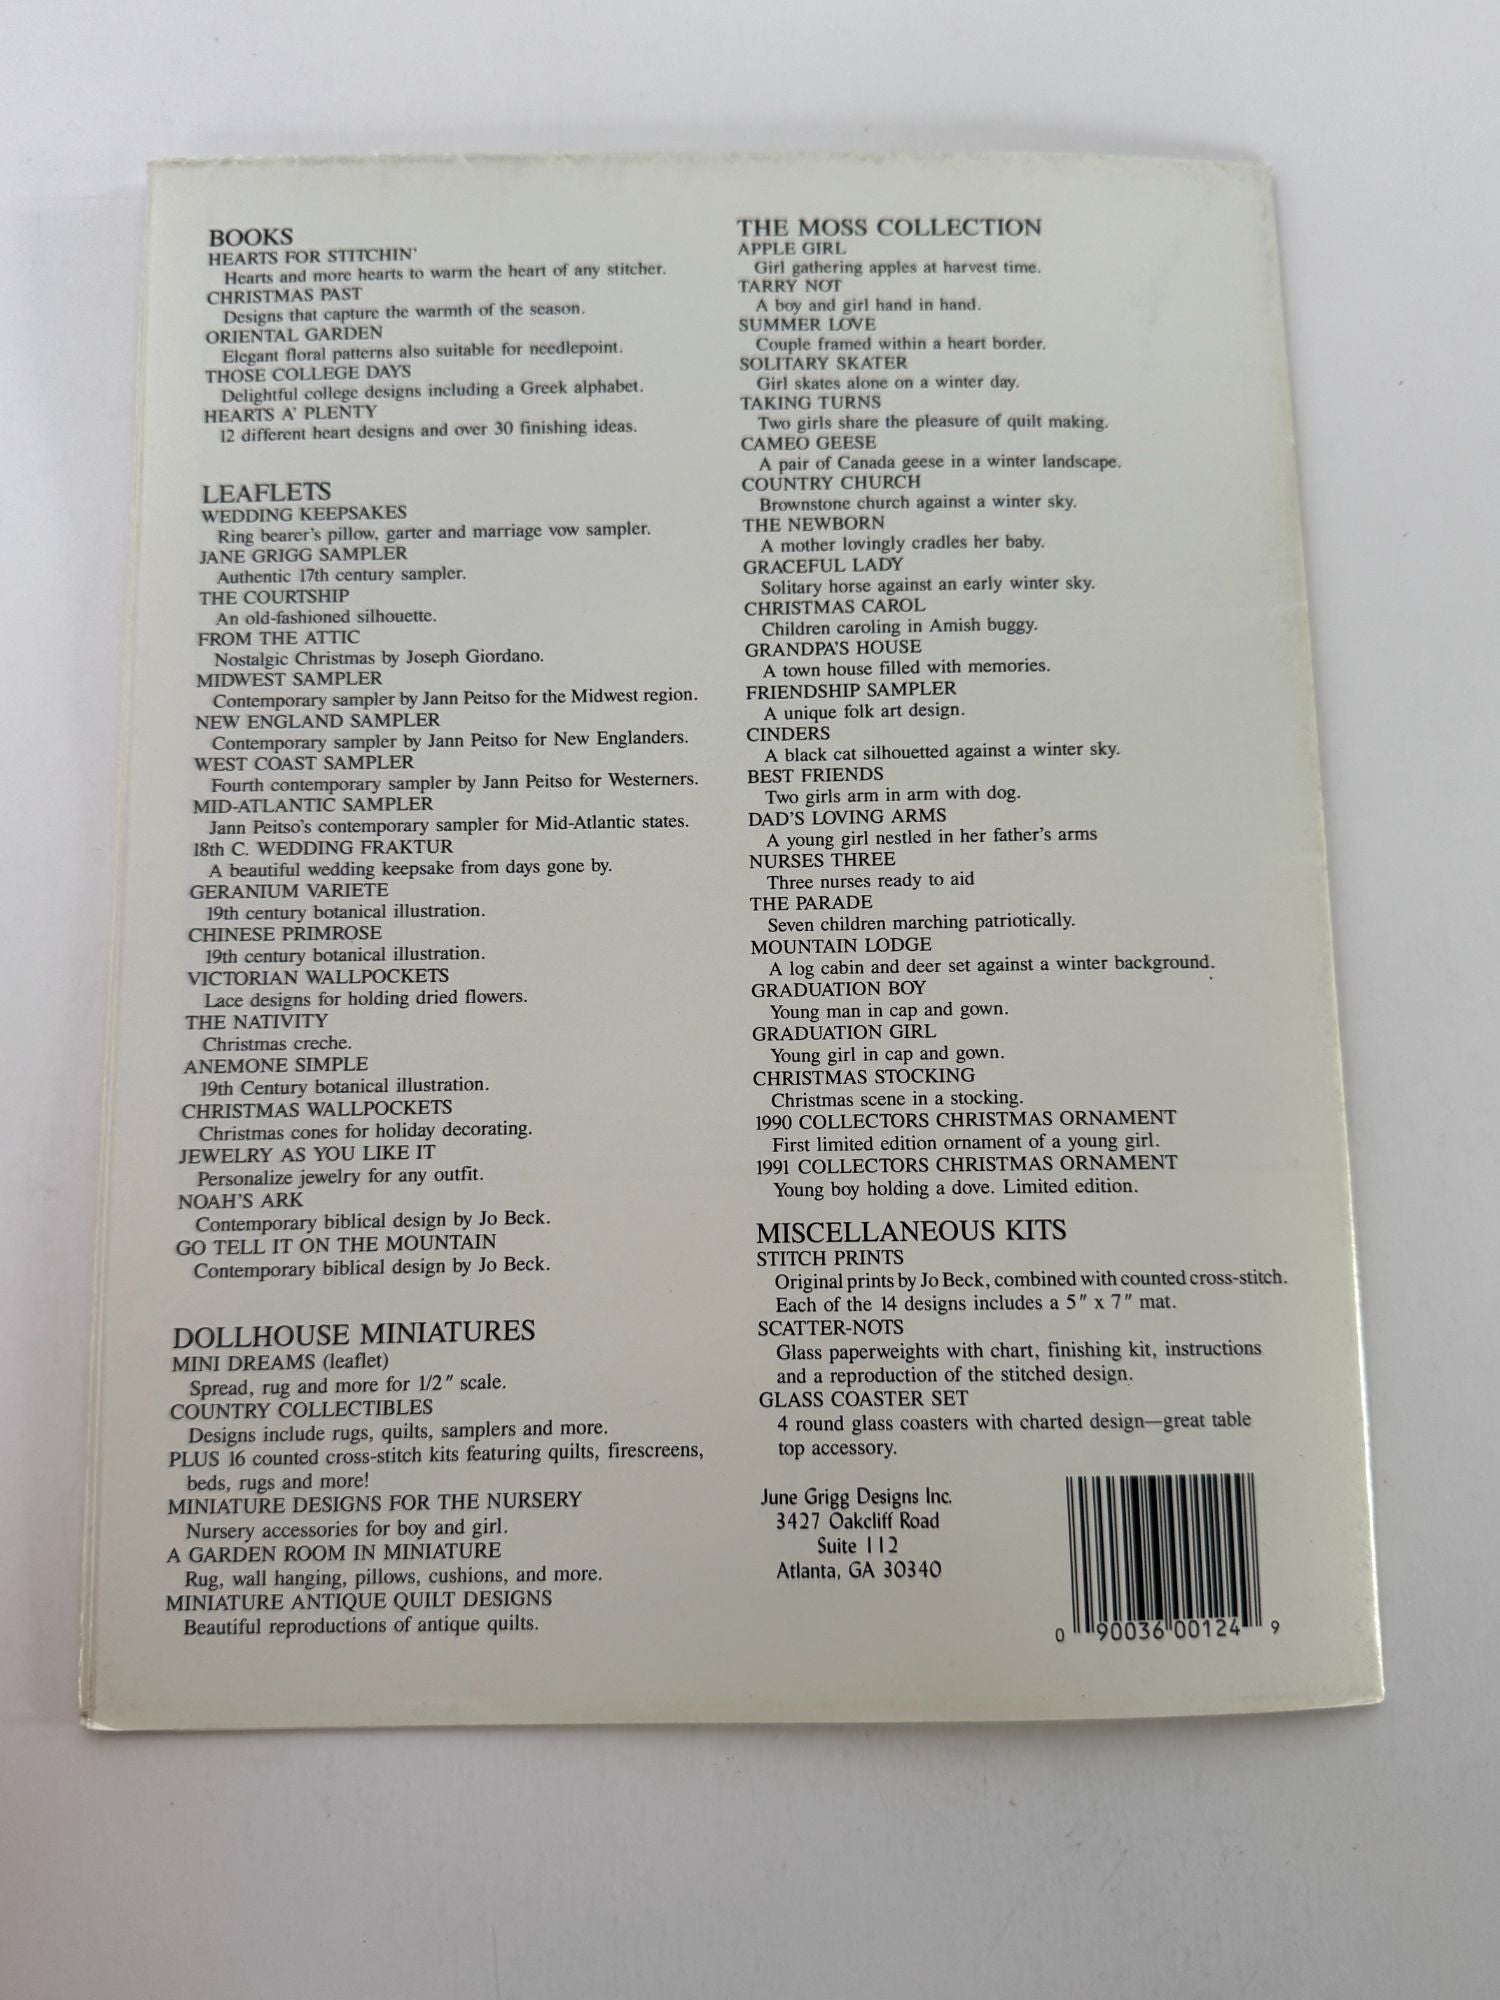 BOOKS
HEARTS FOR STITCHIN'
Hearts and more hearts to warm the heart of any stitcher.
CHRISTMAS PAST
Designs that capture the warmth of the season.
ORIENTAL GARDEN
Elegant floral patterns also suitable for needlepoint.
THOSE COLLEGE DAYS
Delightful college designs including a Greek alphabet.
HEARTS A' PLENTY
12 different heart designs and over 30 finishing ideas.
LEAFLETS
WEDDING KEEPSAKES
Ring bearer's pillow, garter and marriage vow sampler.
JANE GRIGG SAMPLER
Authentic 17th century sampler.
THE COURTSHIP
An old-fashioned silhouette.
FROM THE ATTIC
Nostalgic Christmas by Joseph Giordano.
MIDWEST SAMPLER
Contemporary sampler by Jann Peitso for the Midwest region.
NEW ENGLAND SAMPLER
Contemporary sampler by Jann Peitso for New Englanders.
WEST COAST SAMPLER
Fourth contemporary sampler by Jann Peitso for Westerners.
MID-ATLANTIC SAMPLER
Jann Peitso's contemporary sampler for Mid-Atlantic states.
18th C. WEDDING FRAKTUR
A beautiful wedding keepsake from days gone by.
GERANIUM VARIETE
19th century botanical illustration.
CHINESE PRIMROSE
19th century botanical illustration.
VICTORIAN WALLPOCKETS
Lace designs for holding dried flowers.
THE NATIVITY
Christmas creche.
ANEMONE SIMPLE
19th Century botanical illustration.
CHRISTMAS WALLPOCKETS
Christmas cones for holiday decorating.
JEWELRY AS YOU LIKE IT
Personalize jewelry for any outfit.
NOAH'S ARK
Contemporary biblical design by Jo Beck.
GO TELL IT ON THE MOUNTAIN
Contemporary biblical design by Jo Beck.
DOLLHOUSE MINIATURES
MINI DREAMS (leaflet)
Spread, rug and more for 1/2" scale.
COUNTRY COLLECTIBLES
Designs include rugs, quilts, samplers and more.
PLUS 16 counted cross-stitch kits featuring quilts, firescreens,
beds, rugs and more!
MINIATURE DESIGNS FOR THE NURSERY
Nursery accessories for boy and girl.
A GARDEN ROOM IN MINIATURE
Rug, wall hanging, pillows, cushions, and more.
MINIATURE ANTIQUE QUILT DESIGNS
Beautiful reproductions of antique quilts.
THE MOSS COLLECTION
APPLE GIRL
Girl gathering apples at harvest time.
TARRY NOT
A boy and girl hand in hand.
SUMMER LOVE
Couple framed within a heart border.
SOLITARY SKATER
Girl skates alone on a winter day.
TAKING TURNS
Two girls share the pleasure of quilt making.
CAMEO GEESE
A pair of Canada geese in a winter landscape.
COUNTRY CHURCH
Brownstone church against a winter sky.
THE NEWBORN
A mother lovingly cradles her baby.
GRACEFUL LADY
Solitary horse against an early winter sky.
CHRISTMAS CAROL
Children caroling in Amish buggy.
GRANDPA'S HOUSE
A town house filled with memories.
FRIENDSHIP SAMPLER
A unique folk art design.
CINDERS
A black cat silhouetted against a winter sky.
BEST FRIENDS
Two girls arm in arm with dog.
DAD'S LOVING ARMS
A young girl nestled in her father's arms
NURSES THREE
Three nurses ready to aid
THE PARADE
Seven children marching patriotically.
MOUNTAIN LODGE
A log cabin and deer set against a winter background.
GRADUATION BOY
Young man in cap and gown.
GRADUATION GIRL
Young girl in cap and gown.
CHRISTMAS STOCKING
Christmas scene in a stocking.
1990 COLLECTORS CHRISTMAS ORNAMENT
First limited edition ornament of a young girl.
1991 COLLECTORS CHRISTMAS ORNAMENT
Young boy holding a dove. Limited edition.
MISCELLANEOUS KITS
STITCH PRINTS
Original prints by Jo Beck, combined with counted cross-stitch.
Each of the 14 designs includes a 5" x 7" mat.
SCATTER-NOTS
Glass paperweights with chart, finishing kit, instructions
and a reproduction of the stitched design.
GLASS COASTER SET
4 round glass coasters with charted design—great table
top accessory.
June Grigg Designs Inc.
3427 Oakcliff Road
Suite 112
Atlanta, GA 30340
0 90036 00124 9